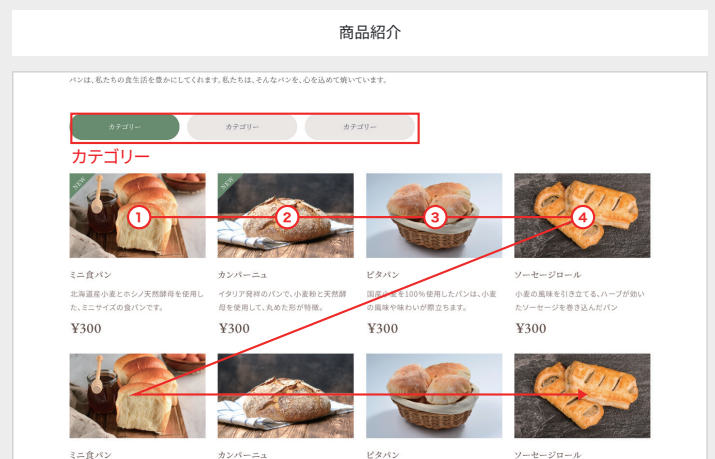 商品紹介
パンは、私たちの食生活を豊かにしてくれます。私たちは、そんなパンを、心を込めて焼いています。
カテゴリー カテゴリー カテゴリー
カテゴリー
NEW NEW
1 2 3 4
ミニ食パン カンパーニュ ピタパン ソーセージロール
北海道産小麦とホシノ天然酵母を使用し イタリア発祥のパンで、小麦粉と天然酵 国産小麦を100%使用したパンは、小麦 小麦の風味を引き立てる、ハーブが効い
た、ミニサイズの食パンです。 母を使用して、丸めた形が特徴。 の風味や味わいが際立ちます。 たソーセージを巻き込んだパン
¥300 ¥300 ¥300 ¥300
ミニ食パン カンパーニュ ピタパン ソーセージロール